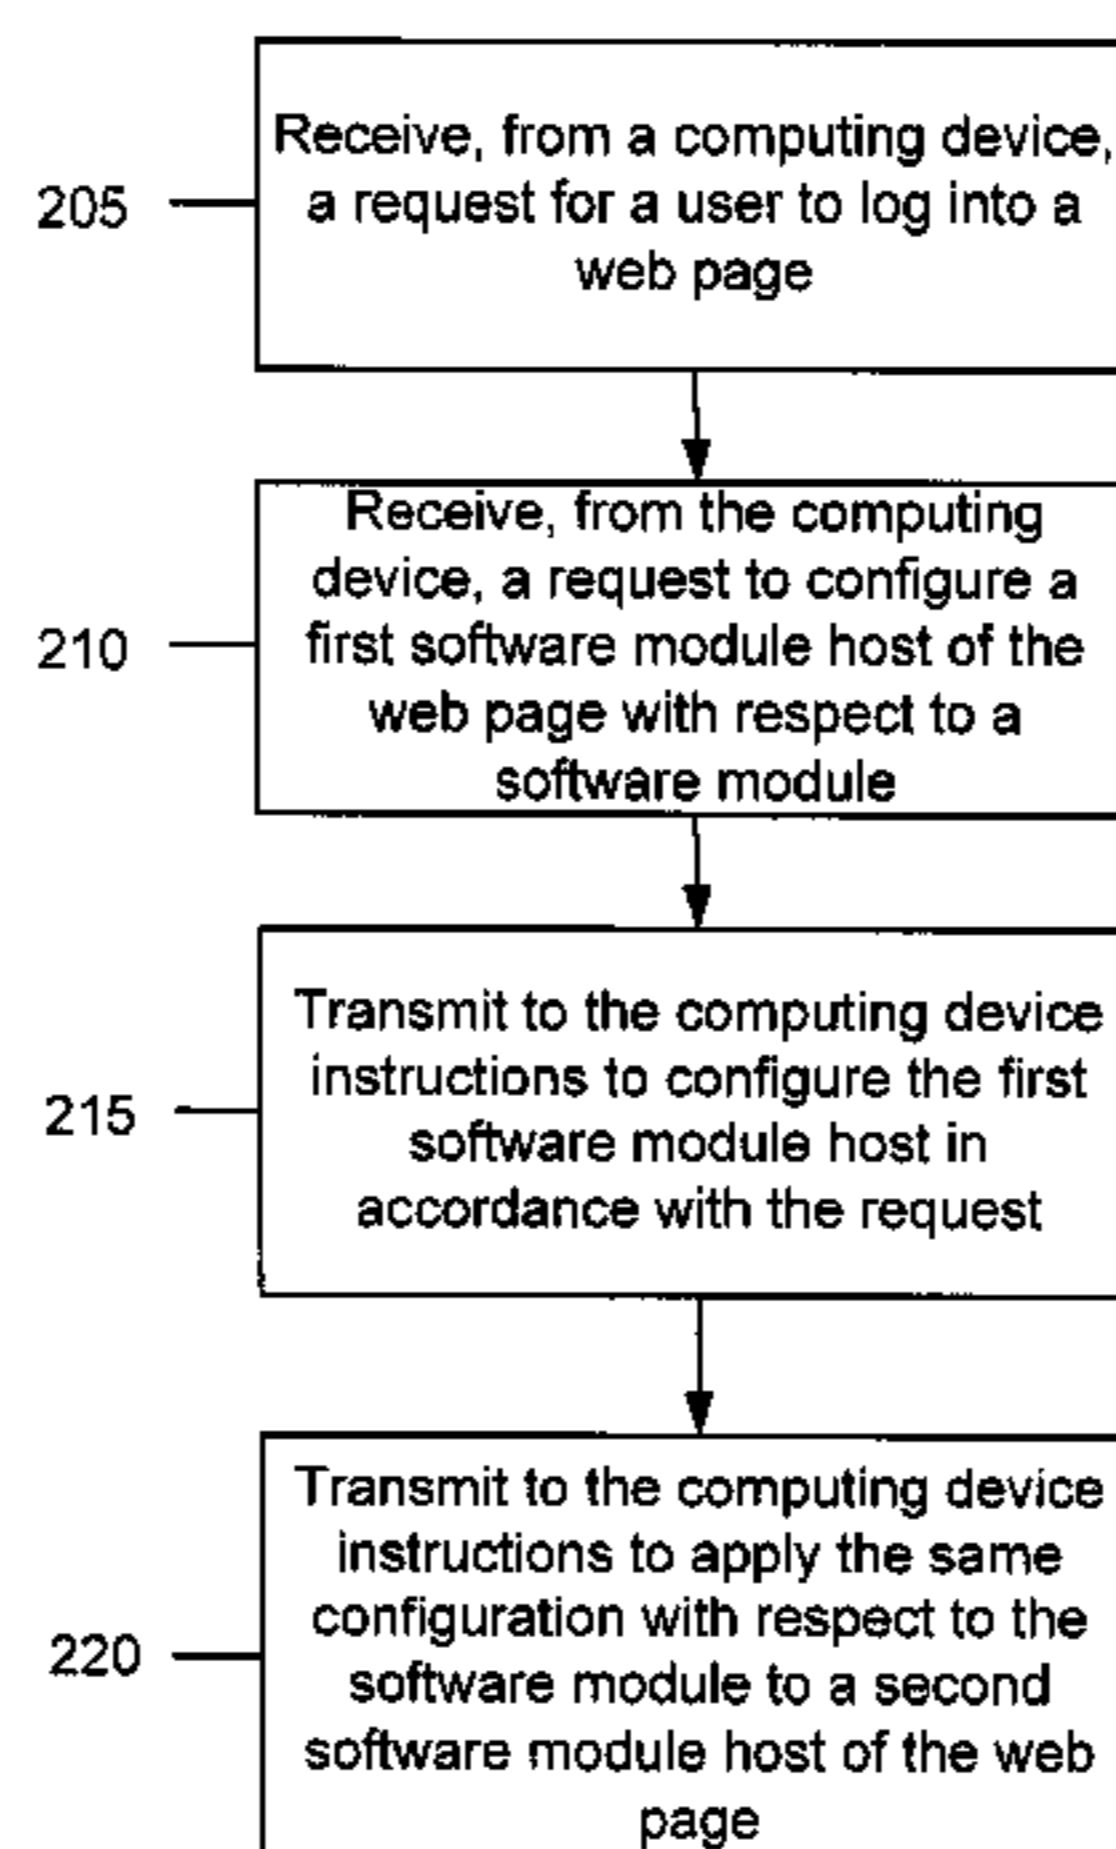 205
Receive, from a computing device,
a request for a user to log into a
web page
210
Receive, from the computing
device, a request to configure a
first software module host of the
web page with respect to a
software module
215
Transmit to the computing device
instructions to configure the first
software module host in
accordance with the request
220
Transmit to the computing device
instructions to apply the same
configuration with respect to the
software module to a second
software module host of the web
page